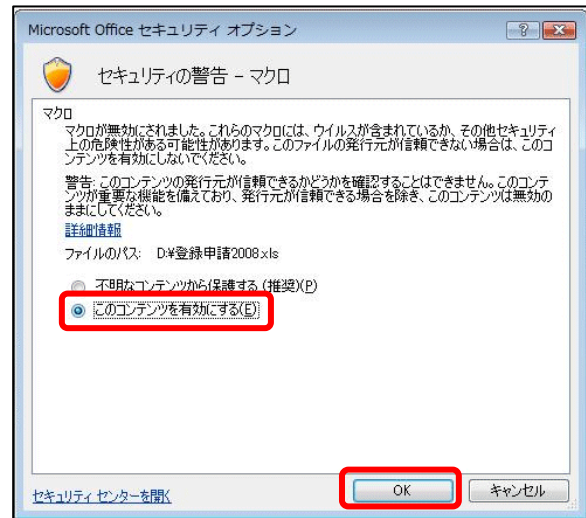 Microsoft Office セキュリティ オプション
セキュリティの警告 - マクロ
マクロ
マクロが無効にされました。これらのマクロには、ウイルスが含まれているか、その他セキュリティ
上の危険性がある可能性があります。このファイルの発行元が信頼できない場合は、このコ
ンテンツを有効にしないでください。
警告: このコンテンツの発行元が信頼できるかどうかを確認することはできません。このコンテ
ンツが重要な機能を備えており、発行元が信頼できる場合を除き、このコンテンツは無効の
ままにしてください。
詳細情報
ファイルのパス: D:¥登録申請2008.xls
不明なコンテンツから保護する (推奨)(P)
このコンテンツを有効にする(E)
セキュリティ センターを開く
OK
キャンセル